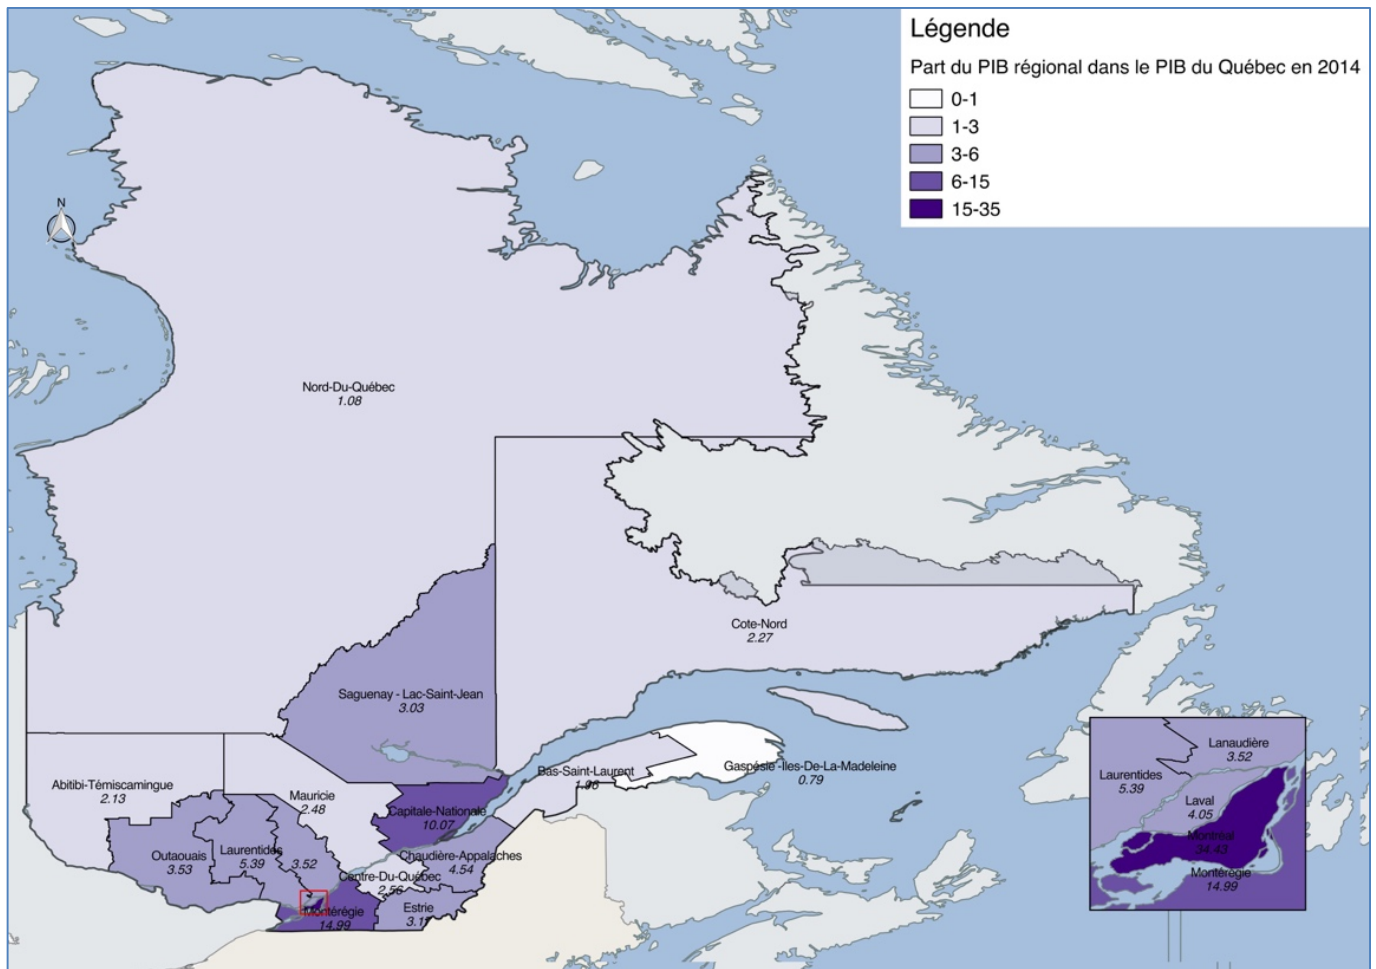 Légende
Part du PIB régional dans le PIB du Québec en 2014
0-1
1-3
3-6
6-15
15-35
N
Nord-Du-Québec
1.08
Cote-Nord
2.27
Saguenay - Lac-Saint-Jean
3.03
Abitibi-Témiscamingue
2.13
Mauricie
2.48
Bas-Saint-Laurent
1.96
Gaspésie -Iles-De-La-Madeleine
0.79
Capitale-Nationale
10.07
Outaouais
3.53
Laurentides
5.39
3.52
Chaudière-Appalaches
4.54
Centre-Du-Québec
2.56
Estrie
Montérégie
14.99
Lanaudière
3.52
Laurentides
5.39
Laval
4.05
Montréal
34.43
Montérégie
14.99